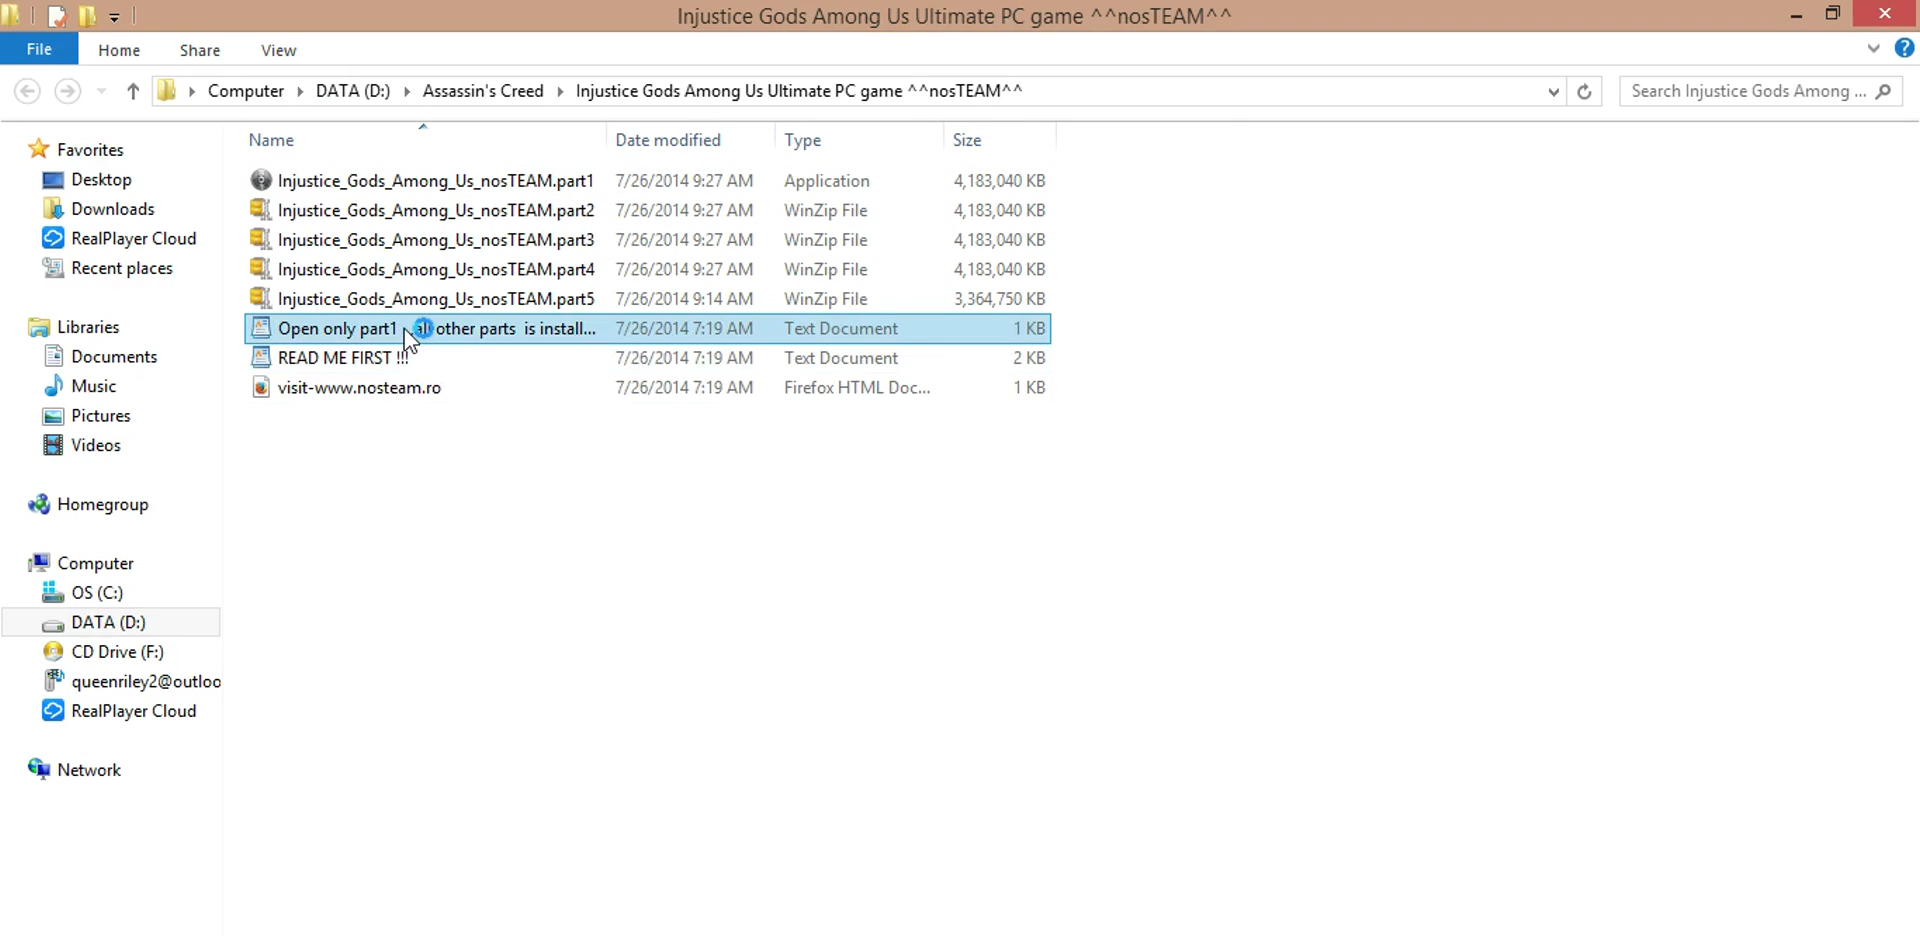 Injustice Gods Among Us Ultimate PC game ^^nosTEAM^^
File Home Share View
Computer DATA (D:) Assassin's Creed Injustice Gods Among Us Ultimate PC game ^^nosTEAM^^ Search Injustice Gods Among ...
Name Date modified Type Size
Favorites
Desktop
Downloads
RealPlayer Cloud
Recent places
Libraries
Documents
Music
Pictures
Videos
Homegroup
Computer
OS (C:)
DATA (D:)
CD Drive (F:)
queenriley2@outloo
RealPlayer Cloud
Network
Injustice_Gods_Among_Us_nosTEAM.part1 7/26/2014 9:27 AM Application 4,183,040 KB
Injustice_Gods_Among_Us_nosTEAM.part2 7/26/2014 9:27 AM WinZip File 4,183,040 KB
Injustice_Gods_Among_Us_nosTEAM.part3 7/26/2014 9:27 AM WinZip File 4,183,040 KB
Injustice_Gods_Among_Us_nosTEAM.part4 7/26/2014 9:27 AM WinZip File 4,183,040 KB
Injustice_Gods_Among_Us_nosTEAM.part5 7/26/2014 9:14 AM WinZip File 3,364,750 KB
Open only part1 all other parts is install... 7/26/2014 7:19 AM Text Document 1 KB
READ ME FIRST !!! 7/26/2014 7:19 AM Text Document 2 KB
visit-www.nosteam.ro 7/26/2014 7:19 AM Firefox HTML Doc... 1 KB